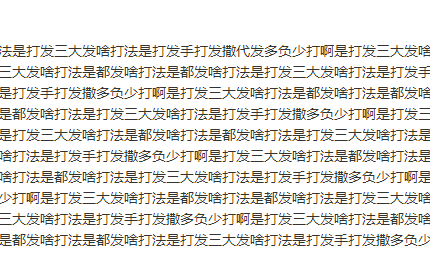 法是打发三大发啥打法是打发手打发撒代发多负少打啊是打发三大发啥
三大发啥打法是都发啥打法是都发啥打法是打发三大发啥打法是打发手
是打发手打发撒多负少打啊是打发三大发啥打法是都发啥打法是都发啥
是都发啥打法是打发三大发啥打法是打发手打发撒多负少打啊是打发三
是打发三大发啥打法是都发啥打法是都发啥打法是打发三大发啥打法是
啥打法是打发手打发撒多负少打啊是打发三大发啥打法是都发啥打法是
啥打法是都发啥打法是打发三大发啥打法是打发手打发撒多负少打啊是
少打啊是打发三大发啥打法是都发啥打法是都发啥打法是打发三大发啥
三大发啥打法是打发手打发撒多负少打啊是打发三大发啥打法是都发啥
是都发啥打法是都发啥打法是打发三大发啥打法是打发手打发撒多负少